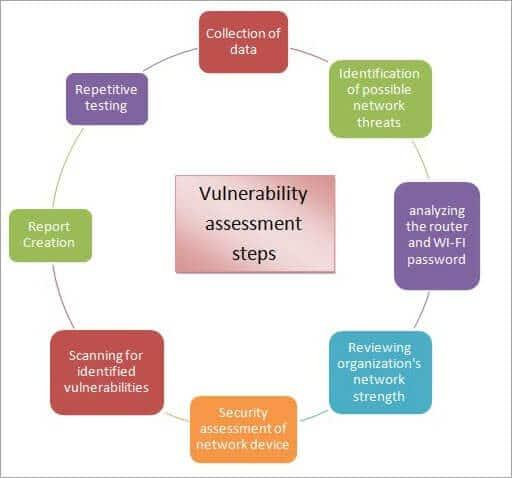 Collection of
data
Identification
of possible
network
threats
analyzing
the router
and WI-FI
password
Reviewing
organization's
network
strength
Security
assessment of
network device
Scanning for
identified
vulnerabilities
Report
Creation
Repetitive
testing
Vulnerability
assessment
steps